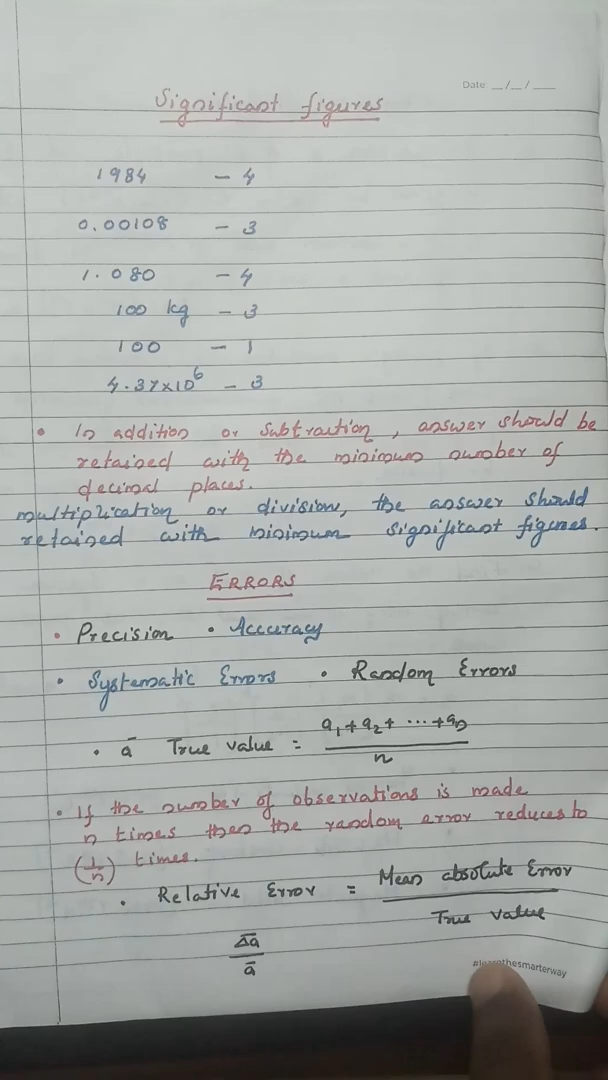 Date: __/__/____
Significant figures
1984 - 4
0.00108 - 3
1.080 - 4
100 kg - 3
100 - 1
4.37×10⁶ - 3
• In addition or subtraction, answer should be
retained with the minimum number of
decimal places.
multiplication or division, the answer should
retained with minimum significant figures.
ERRORS
• Precision • Accuracy
• Systematic Errors • Random Errors
• a̅ True value = (a₁+a₂+ ⋯ +aₙ)/n
• If the number of observations is made
n times then the random error reduces to
(1/n) times.
• Relative Error = Mean absolute Error / True value
Δ̅a̅ / a̅
#learnthesmarterway